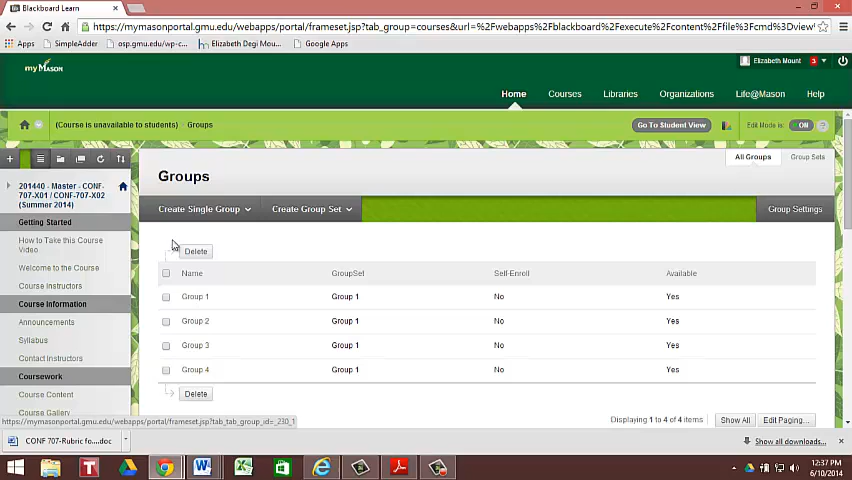 Blackboard Learn
https://mymasonportal.gmu.edu/webapps/portal/frameset.jsp?tab_group=courses&url=%2Fwebapps%2Fblackboard%2Fexecute%2Fcontent%2Ffile%3Fcmd%3Dview
Apps SimpleAdder osp.gmu.edu/wp-c... Elizabeth Degi Mou... Google Apps
myMason
Elizabeth Mount 3
Home Courses Libraries Organizations Life@Mason Help
(Course is unavailable to students) Groups Go To Student View Edit Mode is: ON ?
All Groups Group Sets
Groups
201440 - Master - CONF-
707-X01 / CONF-707-X02
(Summer 2014)
Create Single Group Create Group Set Group Settings
Getting Started
How to Take this Course
Video
Welcome to the Course
Course Instructors
Course Information
Announcements
Syllabus
Contact Instructors
Coursework
Course Content
Course Gallery
Delete
Name GroupSet Self-Enroll Available
Group 1 Group 1 No Yes
Group 2 Group 1 No Yes
Group 3 Group 1 No Yes
Group 4 Group 1 No Yes
Delete
Displaying 1 to 4 of 4 items Show All Edit Paging...
https://mymasonportal.gmu.edu/webapps/portal/frameset.jsp?tab_tab_group_id=_230_1
CONF 707-Rubric fo....doc Show all downloads...
12:37 PM
6/10/2014